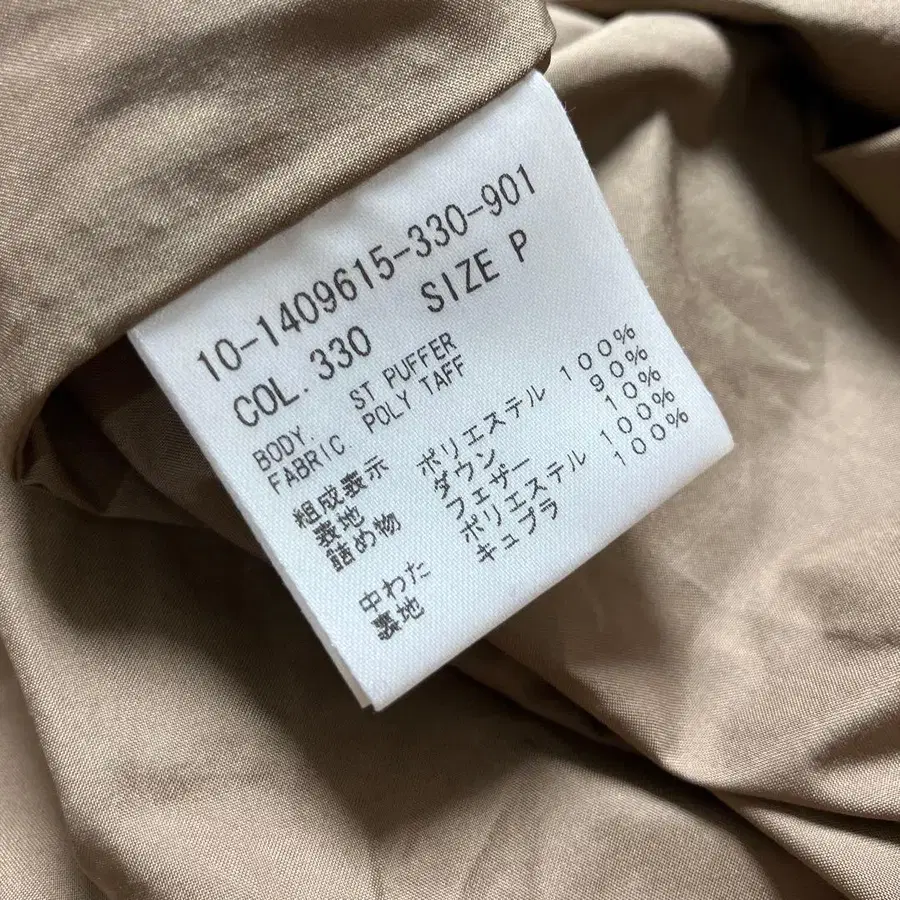 10-1409615-330-901
COL. 330 SIZE P
BODY. ST PUFFER
FABRIC. POLY TAFF
組成表示
表地 ポリエステル 100%
詰め物 ダウン 90%
フェザー 10%
中わた ポリエステル 100%
裏地 キュプラ 100%